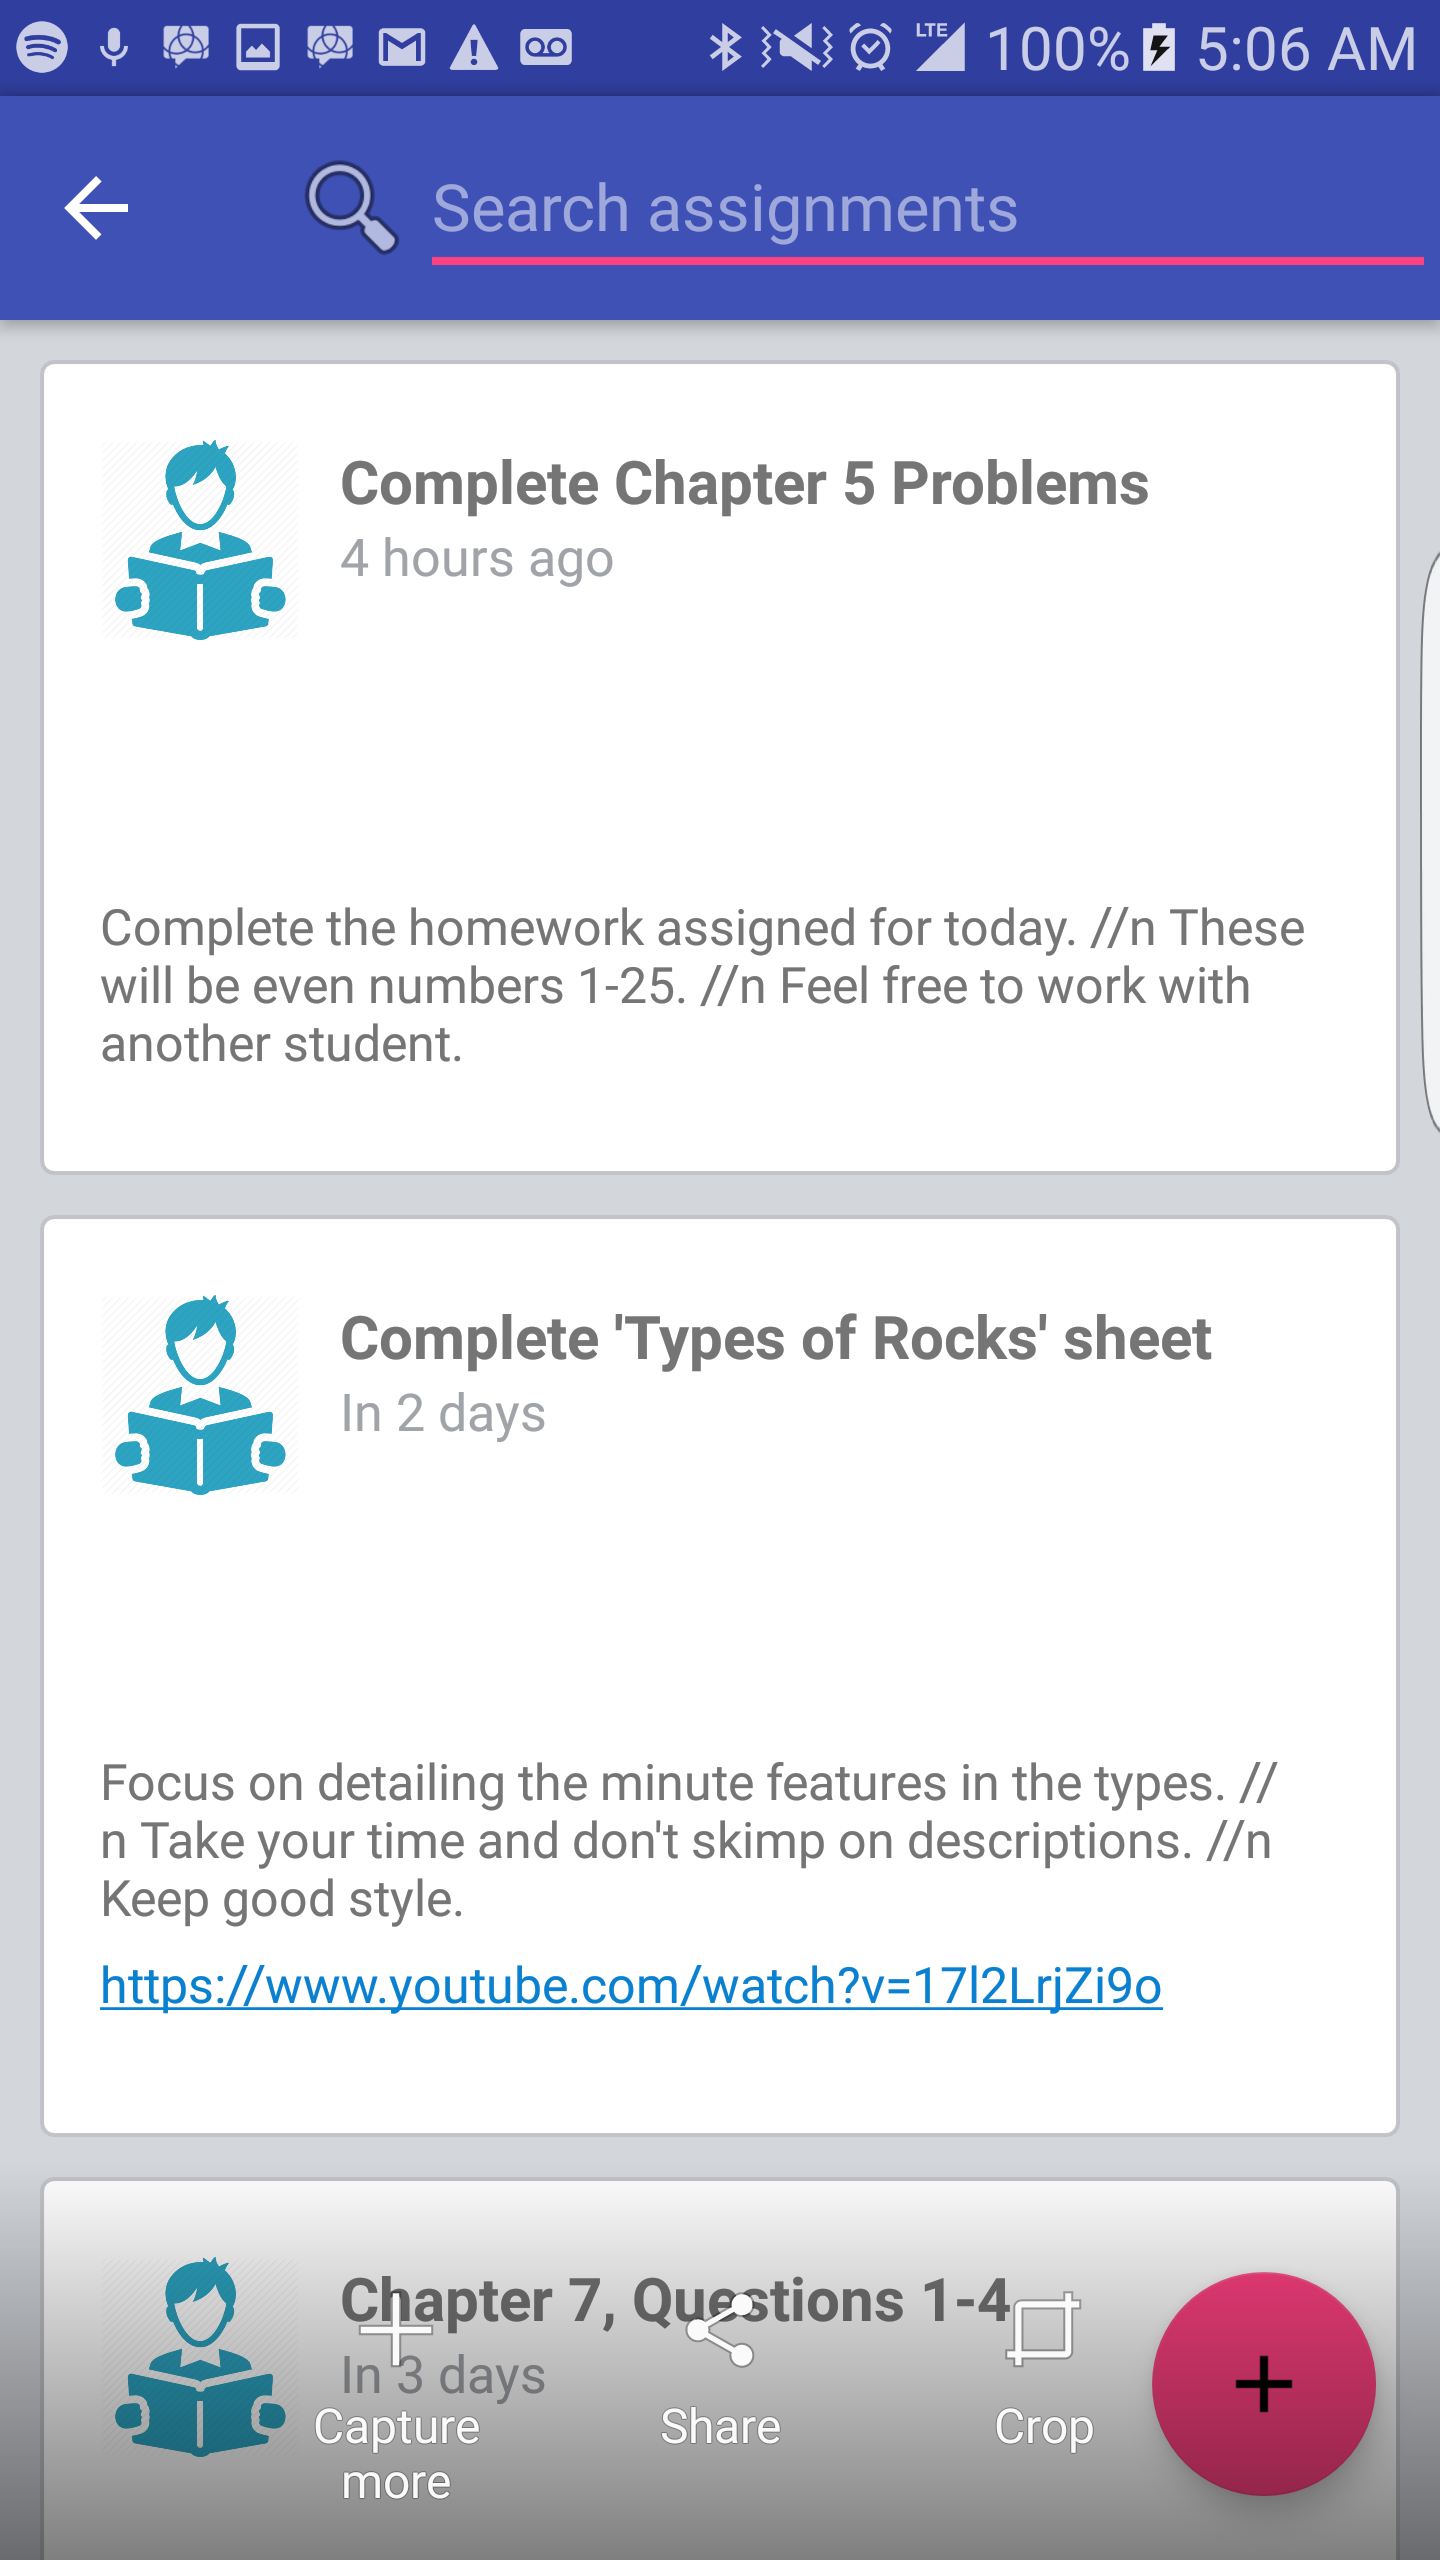 LTE 100% 5:06 AM
Search assignments
Complete Chapter 5 Problems
4 hours ago
Complete the homework assigned for today. //n These
will be even numbers 1-25. //n Feel free to work with
another student.
Complete 'Types of Rocks' sheet
In 2 days
Focus on detailing the minute features in the types. //
n Take your time and don't skimp on descriptions. //n
Keep good style.
https://www.youtube.com/watch?v=17l2LrjZi9o
Chapter 7, Questions 1-4
In 3 days
Capture
more
Share
Crop